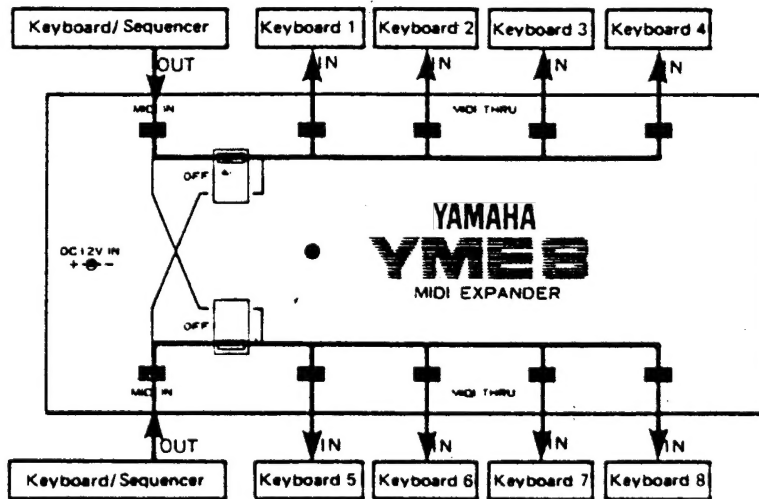 Keyboard/Sequencer
Keyboard 1
Keyboard 2
Keyboard 3
Keyboard 4
OUT
IN
IN
IN
IN
MIDI IN
MIDI THRU
OFF
DC12V IN
+ -
YAMAHA
YME8
MIDI EXPANDER
OFF
MIDI IN
MIDI THRU
OUT
IN
IN
IN
IN
Keyboard/Sequencer
Keyboard 5
Keyboard 6
Keyboard 7
Keyboard 8